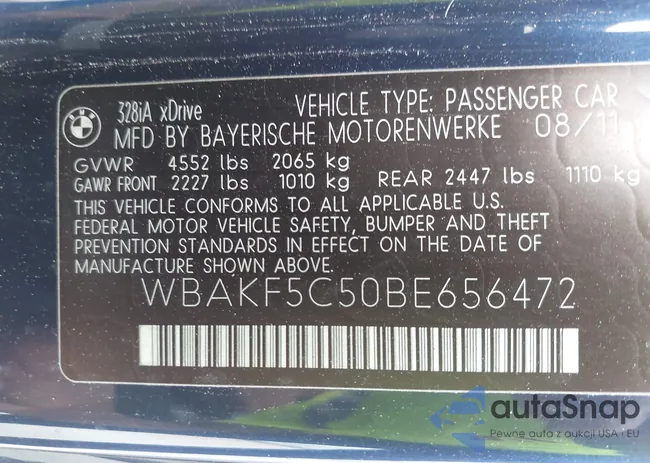 328iA xDrive VEHICLE TYPE: PASSENGER CAR
MFD BY BAYERISCHE MOTORENWERKE 08/11
GVWR 4552 lbs 2065 kg
GAWR FRONT 2227 lbs 1010 kg REAR 2447 lbs 1110 kg
THIS VEHICLE CONFORMS TO ALL APPLICABLE U.S.
FEDERAL MOTOR VEHICLE SAFETY, BUMPER AND THEFT
PREVENTION STANDARDS IN EFFECT ON THE DATE OF
MANUFACTURE SHOWN ABOVE.
WBAKF5C50BE656472
autaSnap
Pewne auto z aukcji USA i EU